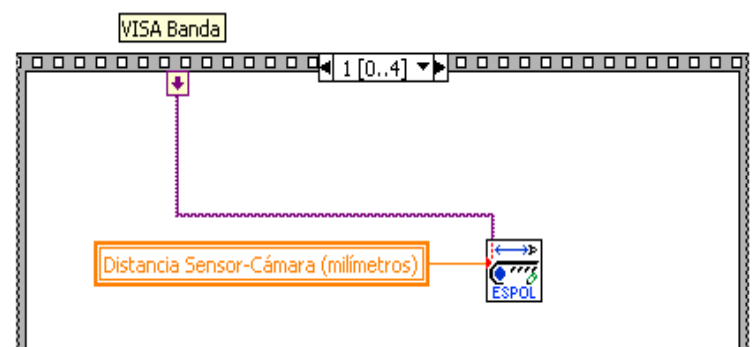 VISA Banda
1 [0..4]
Distancia Sensor-Cámara (milímetros)
ESPOL